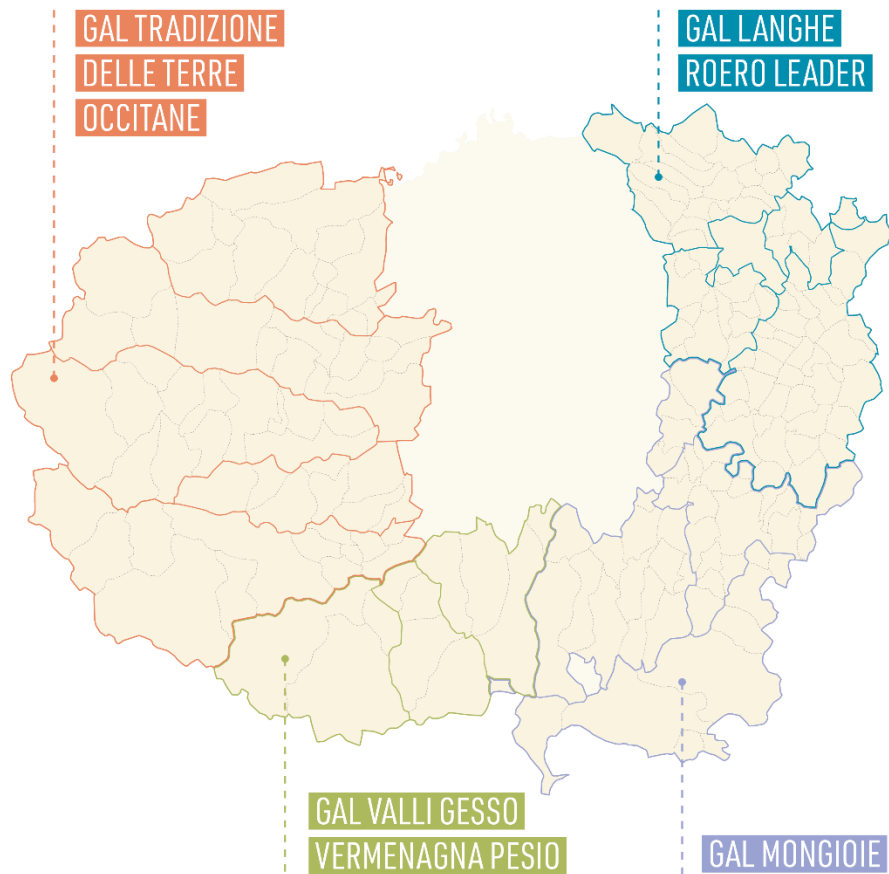 GAL TRADIZIONE
DELLE TERRE
OCCITANE
GAL LANGHE
ROERO LEADER
GAL VALLI GESSO
VERMENAGNA PESIO
GAL MONGIOIE